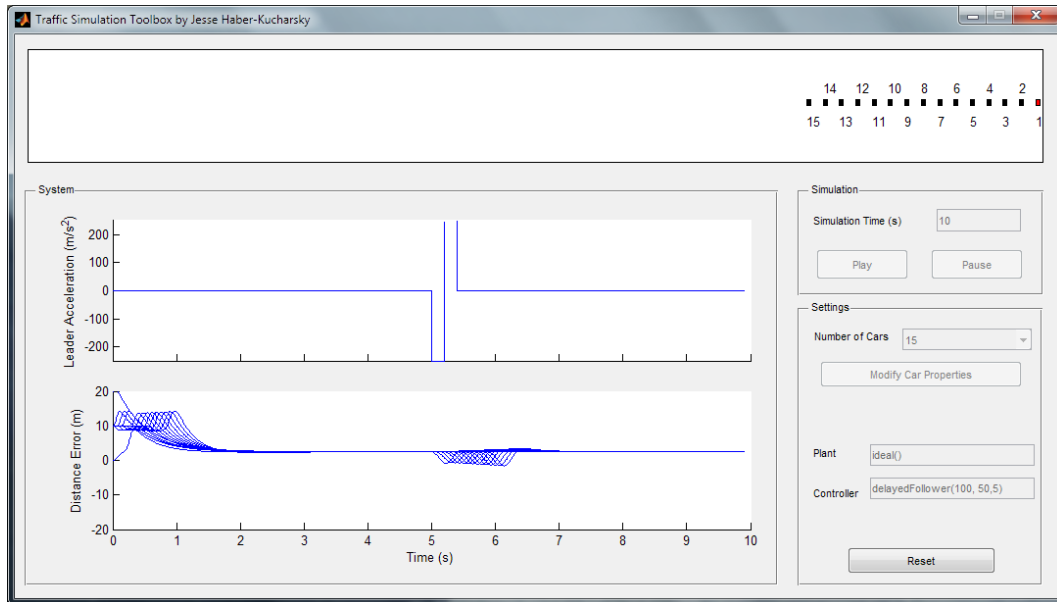 Traffic Simulation Toolbox by Jesse Haber-Kucharsky
14 12 10 8 6 4 2
15 13 11 9 7 5 3 1
System
Leader Acceleration (m/s²)
200
100
0
-100
-200
Distance Error (m)
20
10
0
-10
-20
0 1 2 3 4 5 6 7 8 9 10
Time (s)
Simulation
Simulation Time (s) 10
Play Pause
Settings
Number of Cars 15
Modify Car Properties
Plant ideal()
Controller delayedFollower(100, 50,5)
Reset